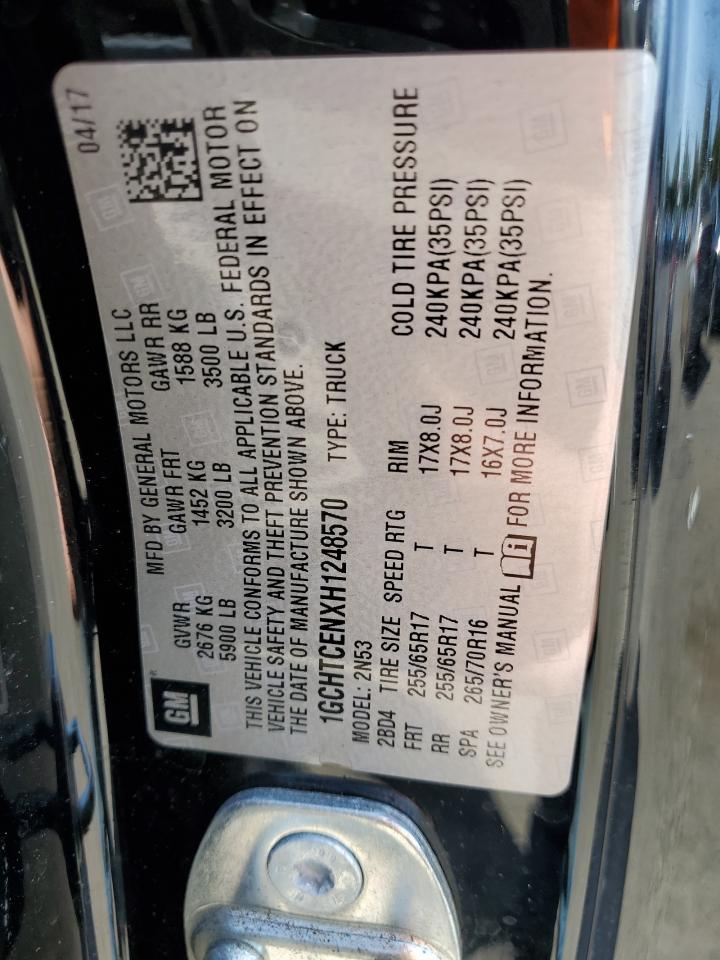 04/17
MFD BY GENERAL MOTORS LLC
GM
GVWR GAWR FRT GAWR RR
2676 KG 1452 KG 1588 KG
5900 LB 3200 LB 3500 LB
THIS VEHICLE CONFORMS TO ALL APPLICABLE U.S. FEDERAL MOTOR
VEHICLE SAFETY AND THEFT PREVENTION STANDARDS IN EFFECT ON
THE DATE OF MANUFACTURE SHOWN ABOVE.
1GCHTCENXH1248570 TYPE: TRUCK
MODEL: 2N53
2BD4 TIRE SIZE SPEED RTG RIM COLD TIRE PRESSURE
FRT 255/65R17 T 17X8.0J 240KPA(35PSI)
RR 255/65R17 T 17X8.0J 240KPA(35PSI)
SPA 265/70R16 T 16X7.0J 240KPA(35PSI)
SEE OWNER'S MANUAL i FOR MORE INFORMATION.